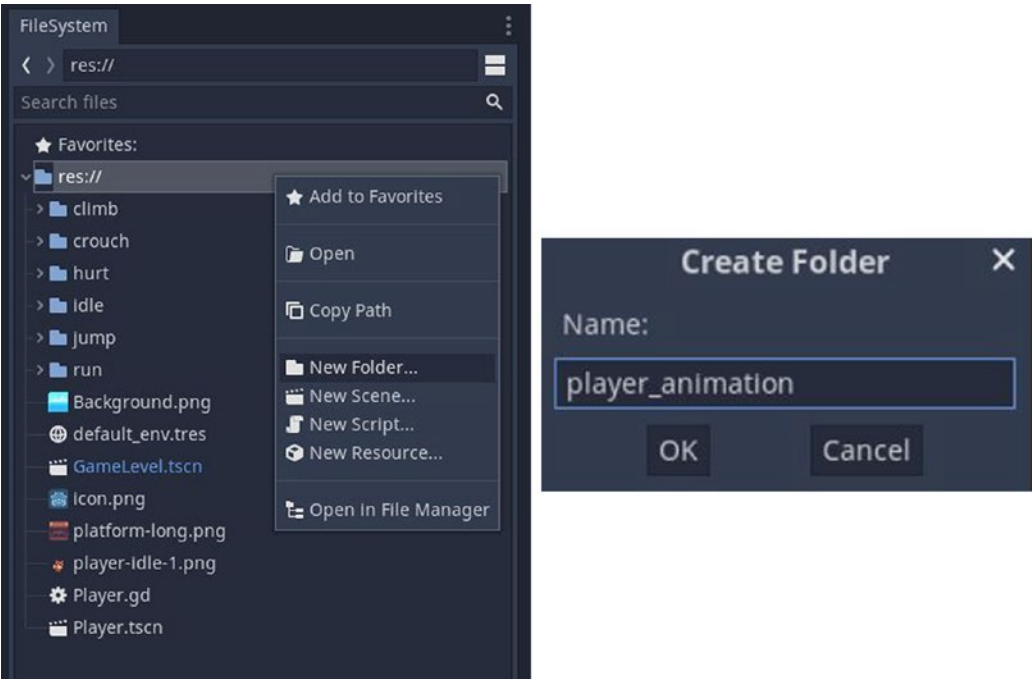 FileSystem
res://
Search files
Favorites:
res://
climb
crouch
hurt
idle
jump
run
Background.png
default_env.tres
GameLevel.tscn
icon.png
platform-long.png
player-idle-1.png
Player.gd
Player.tscn
Add to Favorites
Open
Copy Path
New Folder...
New Scene...
New Script...
New Resource...
Open in File Manager
Create Folder
Name:
player_animation
OK Cancel